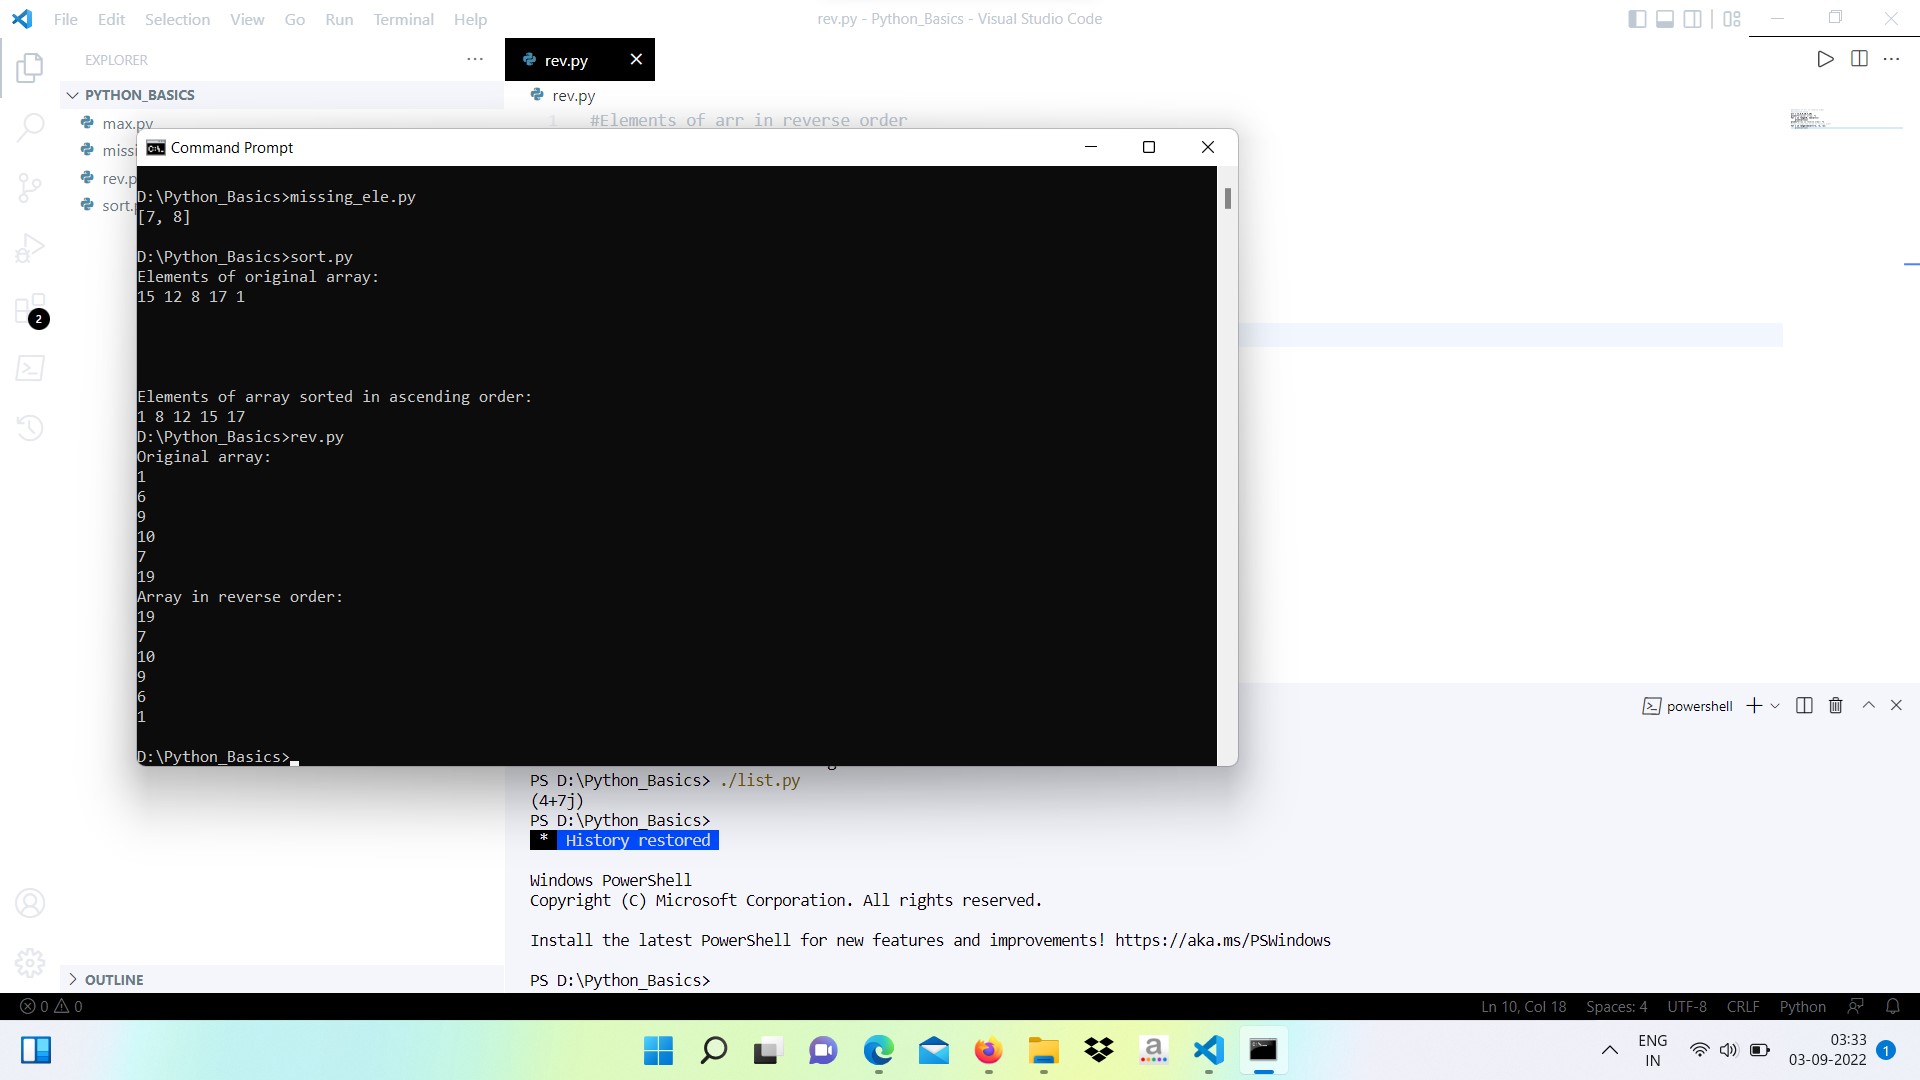 File Edit Selection View Go Run Terminal Help
rev.py - Python_Basics - Visual Studio Code
EXPLORER
PYTHON_BASICS
max.py
missi
rev.p
sort.p
2
rev.py
rev.py
1 #Elements of arr in reverse order
Command Prompt
D:\Python_Basics>missing_ele.py
[7, 8]
D:\Python_Basics>sort.py
Elements of original array:
15 12 8 17 1
Elements of array sorted in ascending order:
1 8 12 15 17
D:\Python_Basics>rev.py
Original array:
1
6
9
10
7
19
Array in reverse order:
19
7
10
9
6
1
D:\Python_Basics>
powershell
PS D:\Python_Basics> ./list.py
(4+7j)
PS D:\Python_Basics>
* History restored
Windows PowerShell
Copyright (C) Microsoft Corporation. All rights reserved.
Install the latest PowerShell for new features and improvements! https://aka.ms/PSWindows
PS D:\Python_Basics>
OUTLINE
0 0
Ln 10, Col 18 Spaces: 4 UTF-8 CRLF Python
ENG
IN
03:33
03-09-2022
1